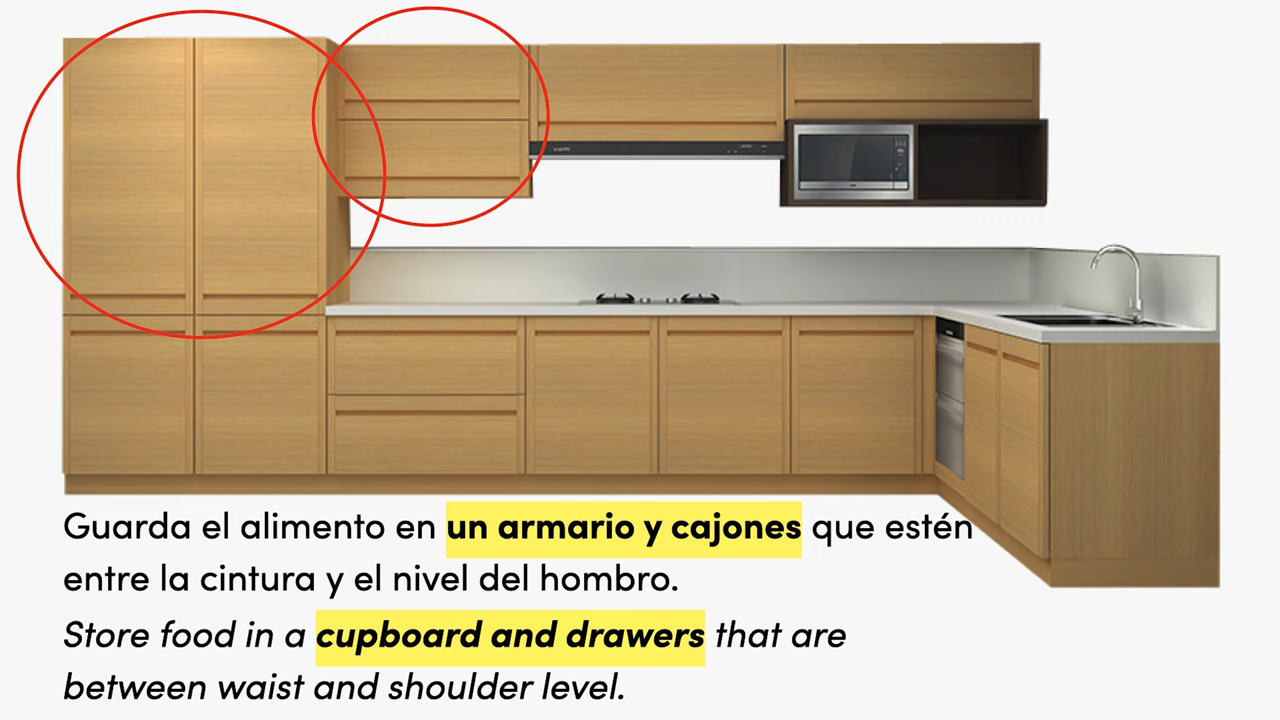 Guarda el alimento en un armario y cajones que estén
entre la cintura y el nivel del hombro.
Store food in a cupboard and drawers that are
between waist and shoulder level.